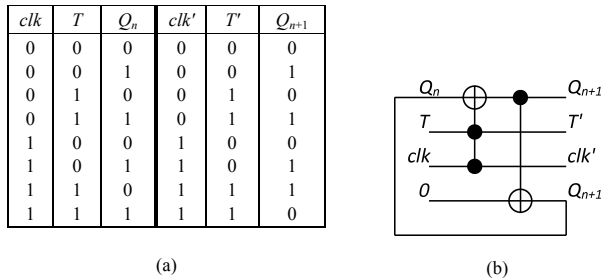 clk T Qn clk' T' Qn+1
0 0 0 0 0 0
0 0 1 0 0 1
0 1 0 0 1 0
0 1 1 0 1 1
1 0 0 1 0 0
1 0 1 1 0 1
1 1 0 1 1 1
1 1 1 1 1 0
(a)
Qn Qn+1
T T'
clk clk'
0 Qn+1
(b)